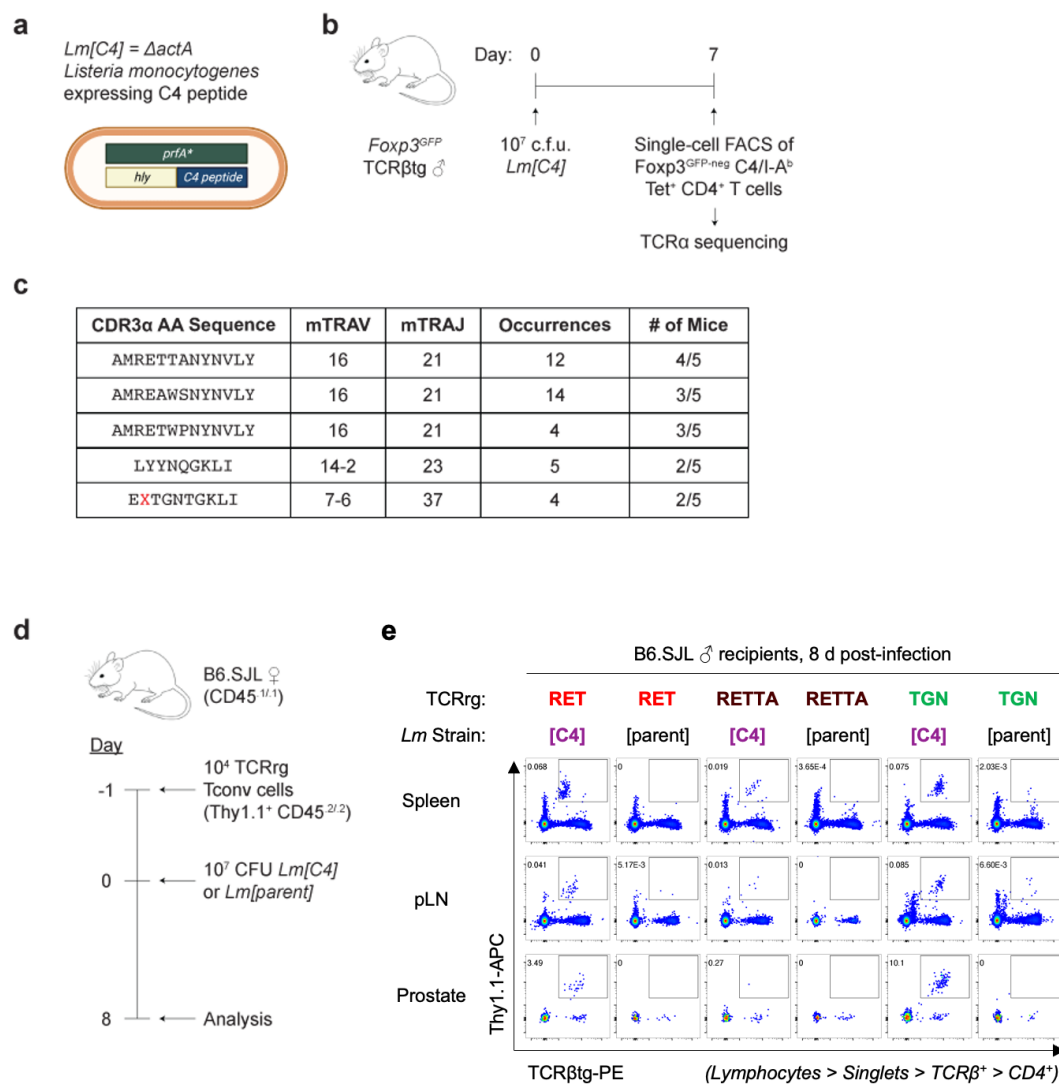 a
Lm[C4] = ΔactA
Listeria monocytogenes
expressing C4 peptide
prfA*
hly
C4 peptide
b
Day: 0 7
Foxp3GFP
TCRβtg ♂
10⁷ c.f.u.
Lm[C4]
Single-cell FACS of
Foxp3GFP-neg C4/I-Aᵇ
Tet⁺ CD4⁺ T cells
TCRα sequencing
c
CDR3α AA Sequence mTRAV mTRAJ Occurrences # of Mice
AMRETTANYNVLY 16 21 12 4/5
AMREAWSNYNVLY 16 21 14 3/5
AMRETWPNYNVLY 16 21 4 3/5
LYYNQGKLI 14-2 23 5 2/5
EXTGNTGKLI 7-6 37 4 2/5
d
B6.SJL ♀
(CD45.1/.1)
Day
-1
10⁴ TCRrg
Tconv cells
(Thy1.1⁺ CD45.2/.2)
0
10⁷ CFU Lm[C4]
or Lm[parent]
8
Analysis
e
B6.SJL ♂ recipients, 8 d post-infection
TCRrg: RET RET RETTA RETTA TGN TGN
Lm Strain: [C4] [parent] [C4] [parent] [C4] [parent]
Spleen 0.068 0 0.019 3.65E-4 0.075 2.03E-3
pLN 0.041 5.17E-3 0.013 0 0.085 6.60E-3
Prostate 3.49 0 0.27 0 10.1 0
Thy1.1-APC
TCRβtg-PE (Lymphocytes > Singlets > TCRβ⁺ > CD4⁺)